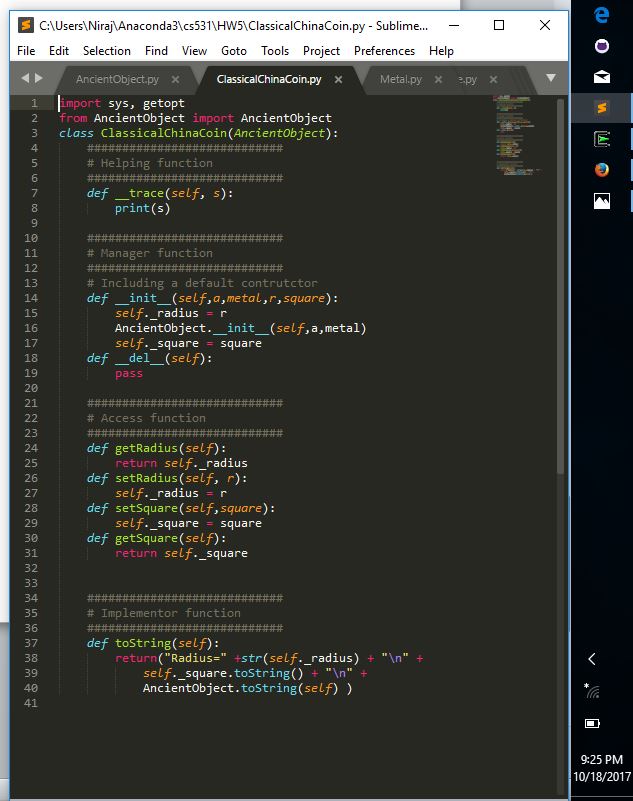 C:\Users\Niraj\Anaconda3\cs531\HW5\ClassicalChinaCoin.py - Sublime...
File Edit Selection Find View Goto Tools Project Preferences Help
AncientObject.py ClassicalChinaCoin.py Metal.py e.py
1 import sys, getopt
2 from AncientObject import AncientObject
3 class ClassicalChinaCoin(AncientObject):
4 ############################
5 # Helping function
6 ############################
7 def __trace(self, s):
8 print(s)
9
10 ############################
11 # Manager function
12 ############################
13 # Including a default contrutctor
14 def __init__(self,a,metal,r,square):
15 self._radius = r
16 AncientObject.__init__(self,a,metal)
17 self._square = square
18 def __del__(self):
19 pass
20
21 ############################
22 # Access function
23 ############################
24 def getRadius(self):
25 return self._radius
26 def setRadius(self, r):
27 self._radius = r
28 def setSquare(self,square):
29 self._square = square
30 def getSquare(self):
31 return self._square
32
33
34 ############################
35 # Implementor function
36 ############################
37 def toString(self):
38 return("Radius=" +str(self._radius) + "\n" +
39 self._square.toString() + "\n" +
40 AncientObject.toString(self) )
41
9:25 PM
10/18/2017